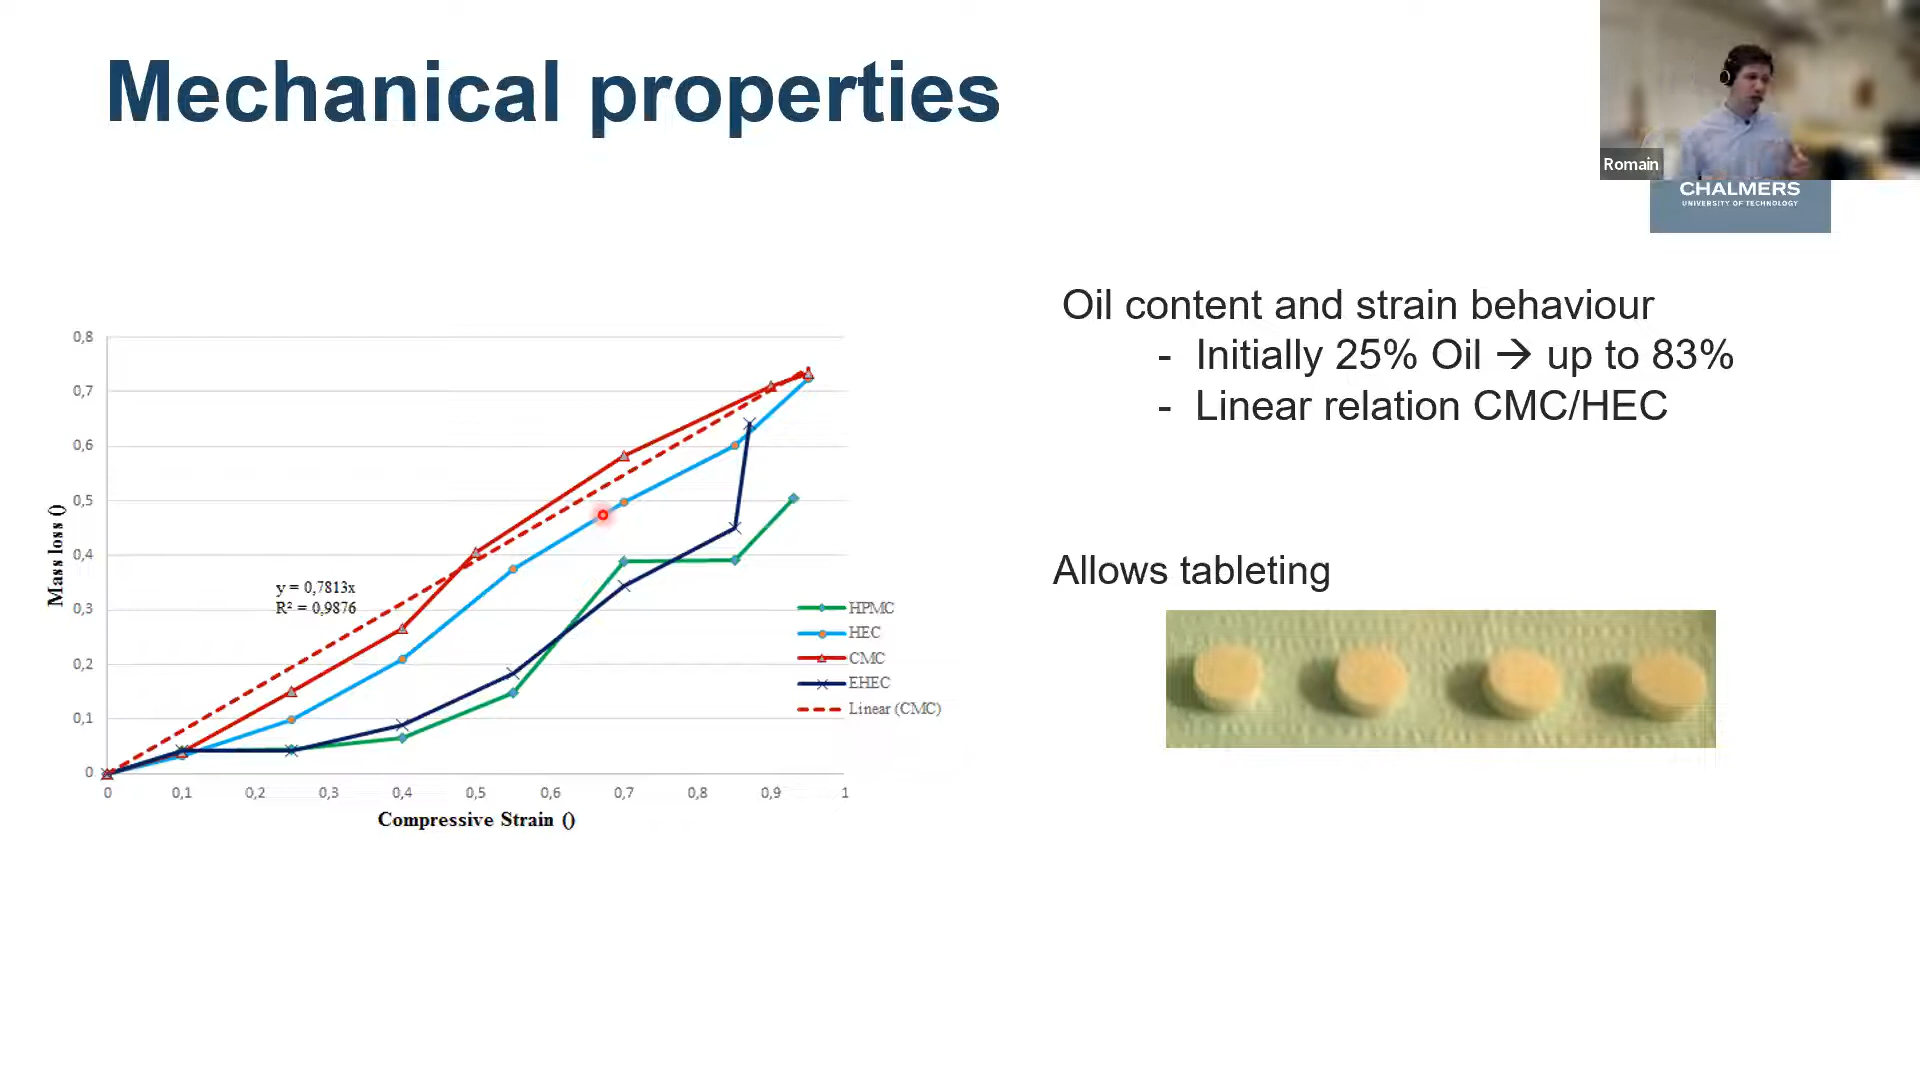 Mechanical properties
Romain
CHALMERS
UNIVERSITY OF TECHNOLOGY
Oil content and strain behaviour
- Initially 25% Oil → up to 83%
- Linear relation CMC/HEC
Allows tableting
0,8
0,7
0,6
0,5
0,4
0,3
0,2
0,1
0
Mass loss ()
y = 0,7813x
R² = 0,9876
HPMC
HEC
CMC
EHEC
Linear (CMC)
0 0,1 0,2 0,3 0,4 0,5 0,6 0,7 0,8 0,9 1
Compressive Strain ()